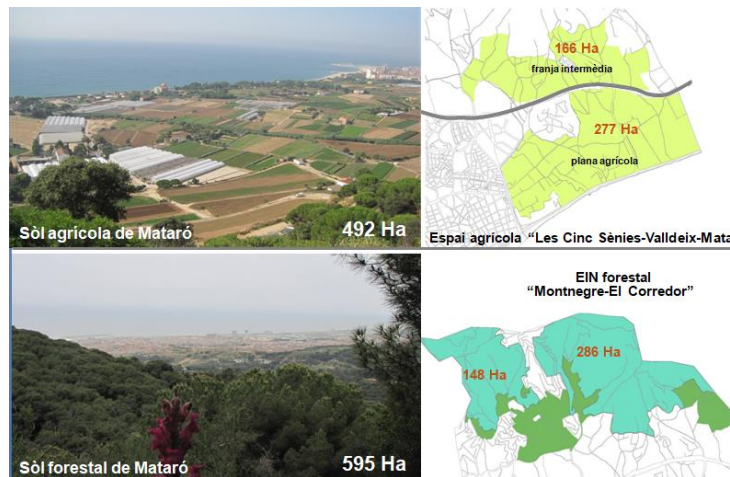 Sòl agrícola de Mataró
492 Ha
166 Ha
franja intermèdia
277 Ha
plana agrícola
Espai agrícola “Les Cinc Sènies-Valldeix-Mata
Sòl forestal de Mataró
595 Ha
EIN forestal
“Montnegre-El Corredor”
148 Ha
286 Ha